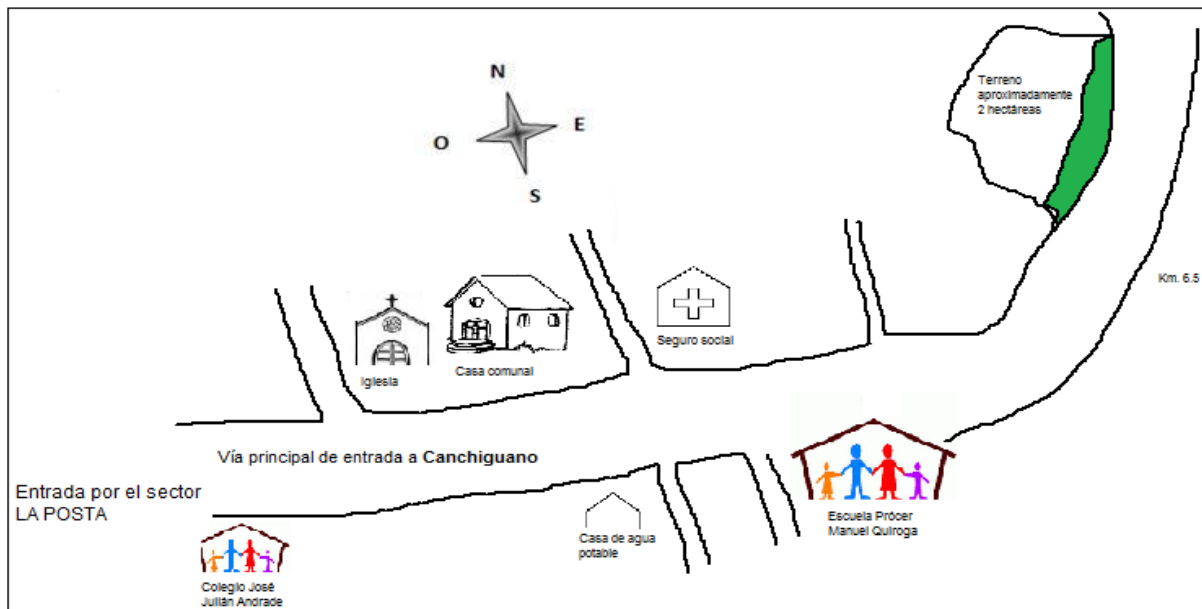 N
O
E
S
Terreno
aproximadamente
2 hectáreas
Km. 6.5
Seguro social
Iglesia
Casa comunal
Vía principal de entrada a Canchiguano
Entrada por el sector
LA POSTA
Casa de agua
potable
Escuela Prócer
Manuel Quiroga
Colegio José
Julián Andrade